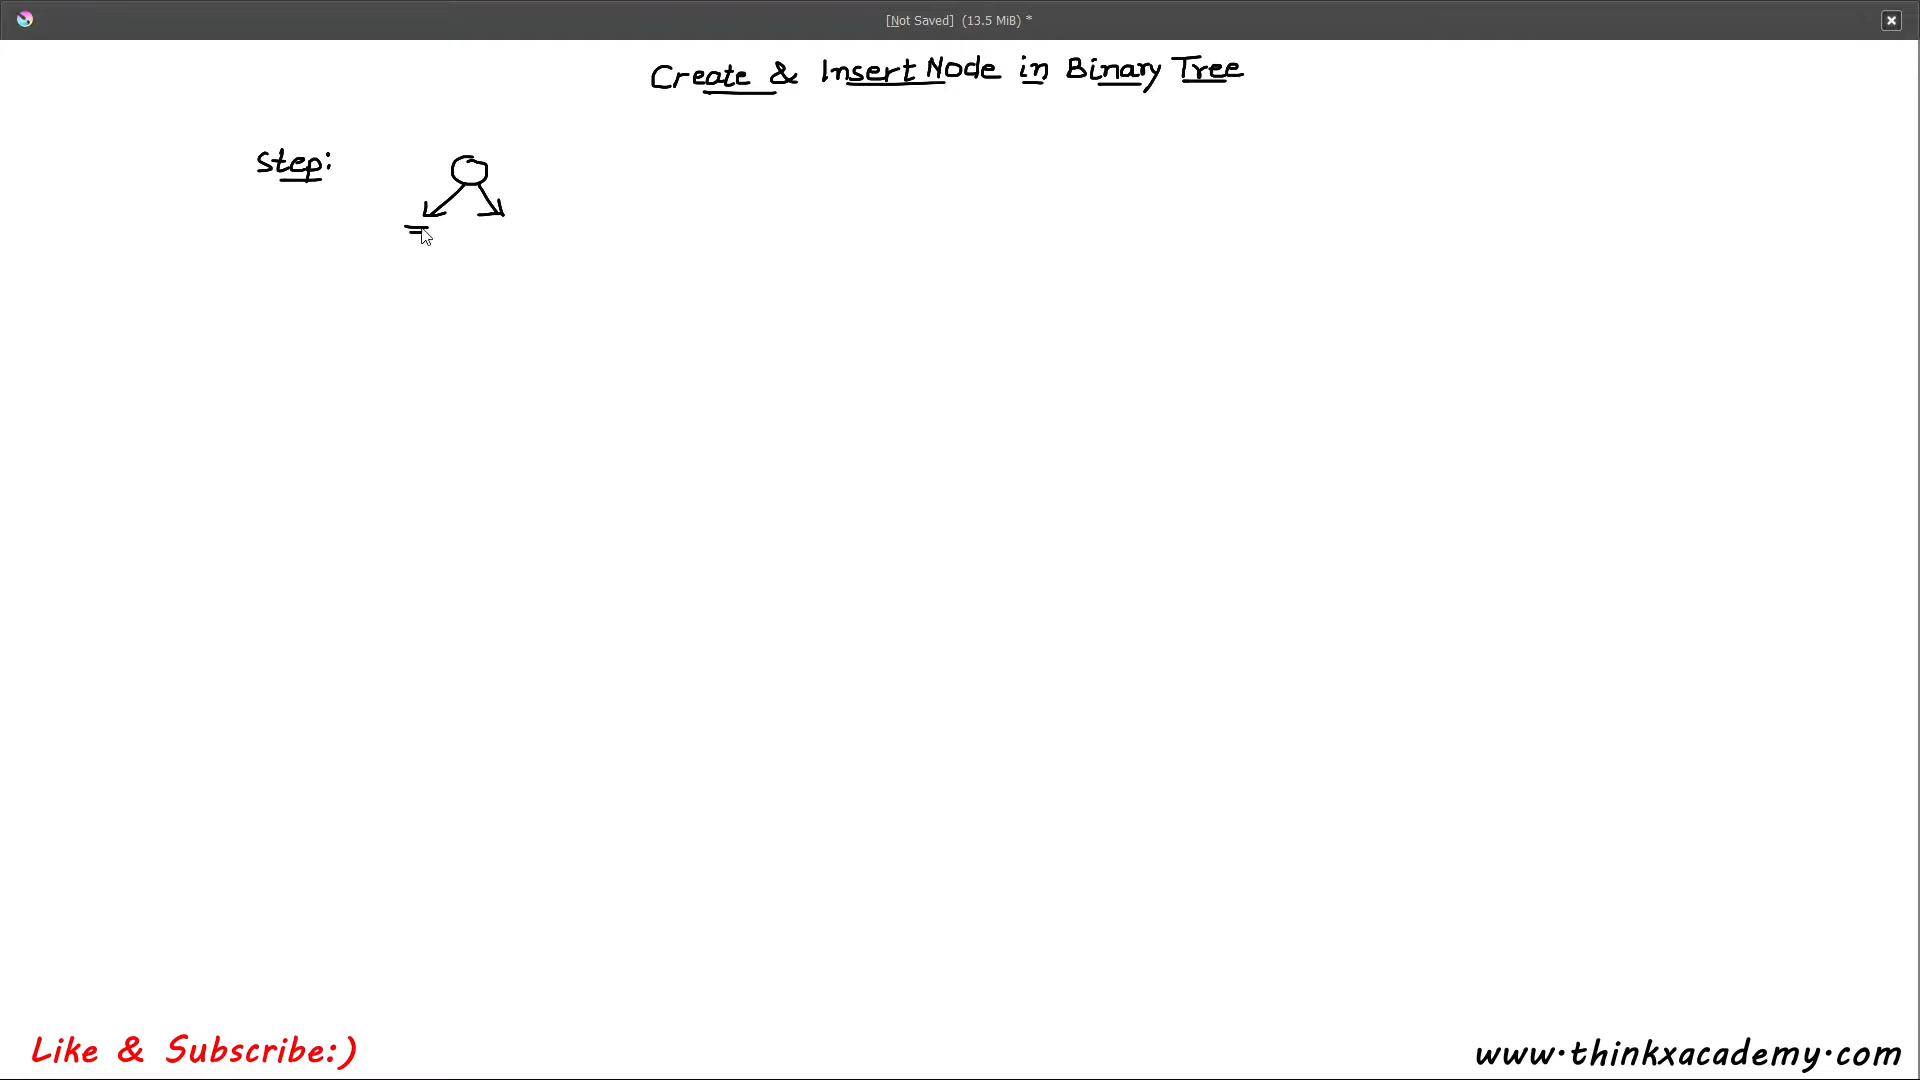 [Not Saved] (13.5 MiB) *
Create & Insert Node in Binary Tree
Step:
Like & Subscribe:)
www.thinkxacademy.com